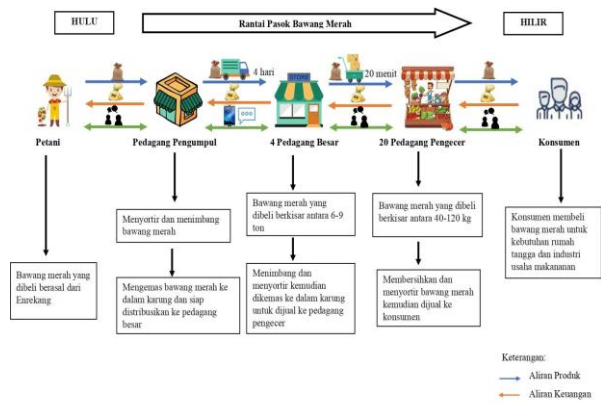 HULU
Rantai Pasok Bawang Merah
HILIR
4 hari
STORE
20 menit
Petani
Pedagang Pengumpul
4 Pedagang Besar
20 Pedagang Pengecer
Konsumen
Bawang merah yang
dibeli berasal dari
Enrekang
Menyortir dan menimbang
bawang merah
Mengemas bawang merah ke
dalam karung dan siap
distribusikan ke pedagang
besar
Bawang merah yang
dibeli berkisar antara 6-9
ton
Menimbang dan
menyortir kemudian
dikemas ke dalam karung
untuk dijual ke pedagang
pengecer
Bawang merah yang dibeli
berkisar antara 40-120 kg
Membersihkan dan
menyortir bawang merah
kemudian dijual ke
konsumen
Konsumen membeli
bawang merah untuk
kebutuhan rumah
tangga dan industri
usaha makananan
Keterangan:
Aliran Produk
Aliran Keuangan